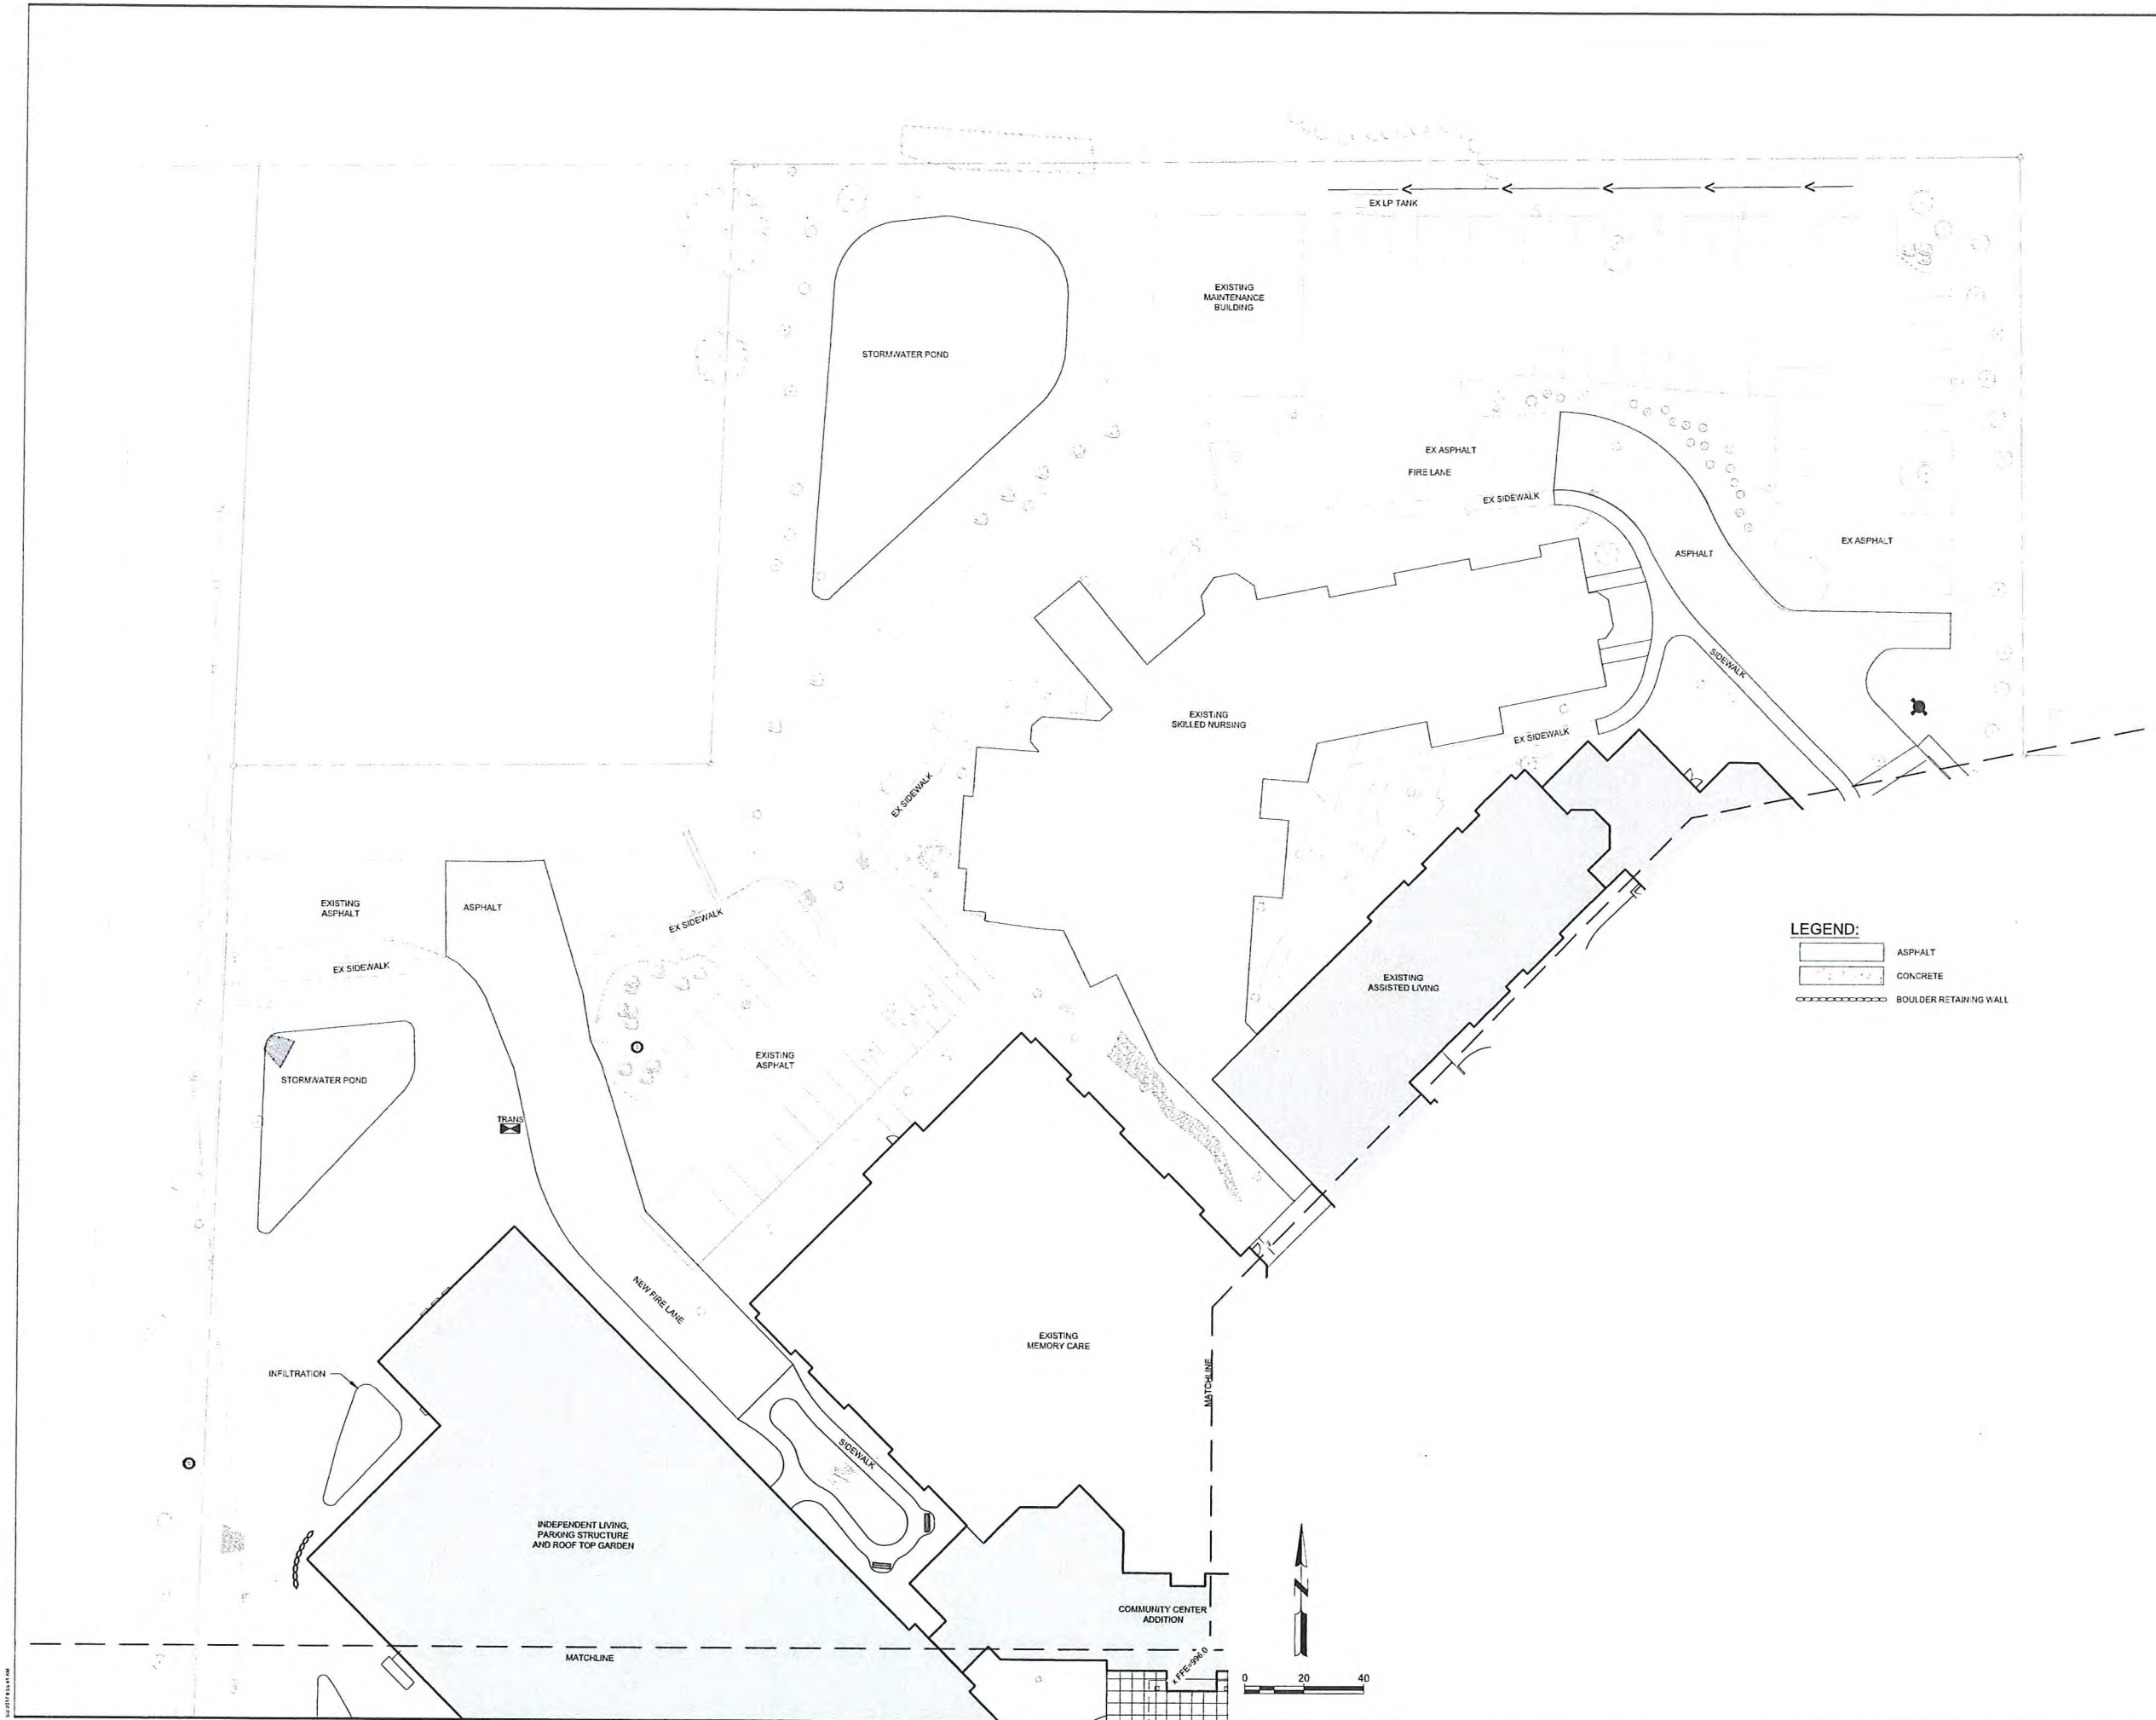 EX LP TANK
EXISTING
MAINTENANCE
BUILDING
STORMWATER POND
EX ASPHALT
FIRE LANE
EX SIDEWALK
ASPHALT
EX ASPHALT
SIDEWALK
EXISTING
SKILLED NURSING
EX SIDEWALK
EX SIDEWALK
EXISTING
ASPHALT
ASPHALT
EX SIDEWALK
EX SIDEWALK
LEGEND:
ASPHALT
CONCRETE
BOULDER RETAINING WALL
EXISTING
ASSISTED LIVING
EXISTING
ASPHALT
STORMWATER POND
TRANS
NEW FIRE LANE
EXISTING
MEMORY CARE
MATCHLINE
INFILTRATION
SIDEWALK
INDEPENDENT LIVING,
PARKING STRUCTURE
AND ROOF TOP GARDEN
COMMUNITY CENTER
ADDITION
N
MATCHLINE
x FFE=996.0
0 20 40